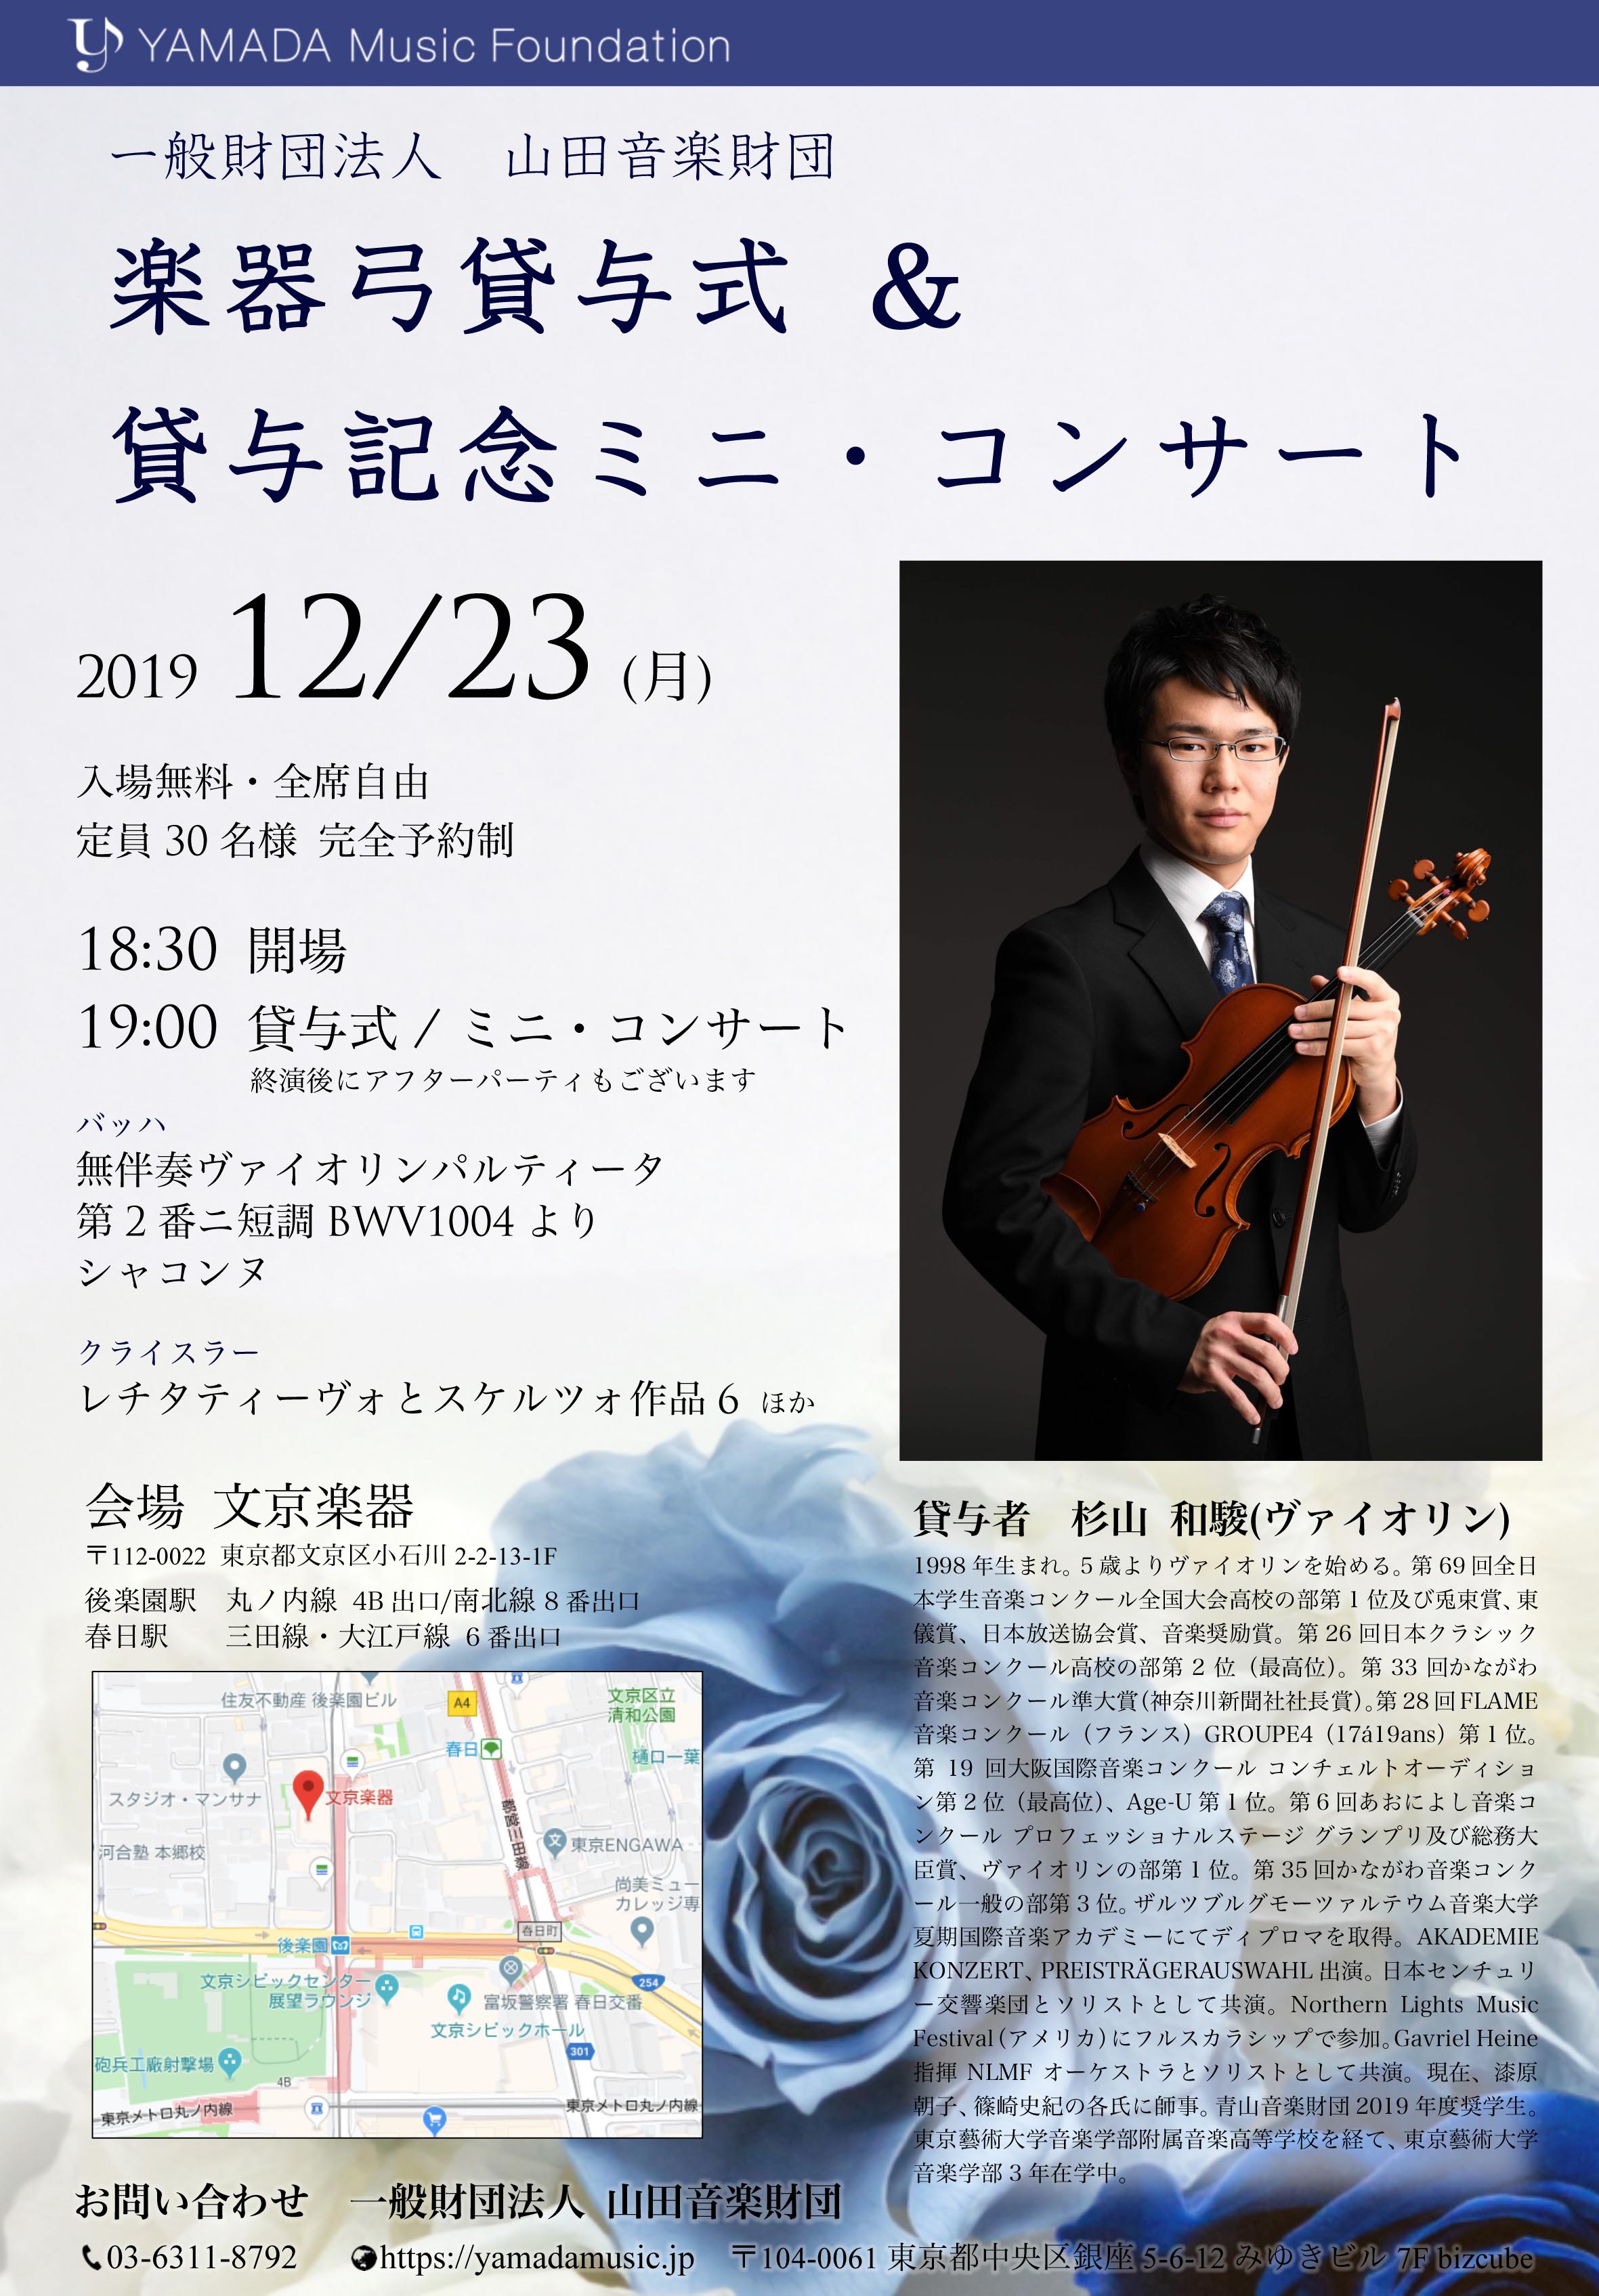 YAMADA Music Foundation
一般財団法人　山田音楽財団
楽器弓貸与式 &
貸与記念ミニ・コンサート
2019 12/23 (月)
入場無料・全席自由
定員 30 名様 完全予約制
18:30 開場
19:00 貸与式 / ミニ・コンサート
終演後にアフターパーティもございます
バッハ
無伴奏ヴァイオリンパルティータ
第 2 番ニ短調 BWV1004 より
シャコンヌ
クライスラー
レチタティーヴォとスケルツォ作品 6 ほか
会場 文京楽器
〒112-0022 東京都文京区小石川 2-2-13-1F
後楽園駅　丸ノ内線 4B 出口/南北線 8 番出口
春日駅　三田線・大江戸線 6 番出口
住友不動産 後楽園ビル
A4
文京区立
清和公園
春日
樋口一葉
スタジオ・マンサナ
文京楽器
都営三田線
河合塾 本郷校
東京ENGAWA
尚美ミュー
カレッジ専
春日町
後楽園
文京シビックセンター
展望ラウンジ
254
富坂警察署 春日交番
文京シビックホール
301
砲兵工廠射撃場
4B
東京メトロ丸ノ内線
東京メトロ丸ノ内線
貸与者　杉山 和駿(ヴァイオリン)
1998 年生まれ。5 歳よりヴァイオリンを始める。第 69 回全日
本学生音楽コンクール全国大会高校の部第 1 位及び兎東賞、東
儀賞、日本放送協会賞、音楽奨励賞。第 26 回日本クラシック
音楽コンクール高校の部第 2 位（最高位）。第 33 回かながわ
音楽コンクール準大賞（神奈川新聞社社長賞）。第 28 回 FLAME
音楽コンクール（フランス）GROUPE4（17á19ans）第 1 位。
第 19 回大阪国際音楽コンクール コンチェルトオーディショ
ン第 2 位（最高位）、Age-U 第 1 位。第 6 回あおによし音楽コ
ンクール プロフェッショナルステージ グランプリ及び総務大
臣賞、ヴァイオリンの部第 1 位。第 35 回かながわ音楽コンク
ール一般の部第 3 位。ザルツブルグモーツァルテウム音楽大学
夏期国際音楽アカデミーにてディプロマを取得。AKADEMIE
KONZERT、PREISTRÄGERAUSWAHL 出演。日本センチュリ
ー交響楽団とソリストとして共演。Northern Lights Music
Festival（アメリカ）にフルスカラシップで参加。Gavriel Heine
指揮 NLMF オーケストラとソリストとして共演。現在、漆原
朝子、篠崎史紀の各氏に師事。青山音楽財団 2019 年度奨学生。
東京藝術大学音楽学部附属音楽高等学校を経て、東京藝術大学
音楽学部 3 年在学中。
お問い合わせ　一般財団法人 山田音楽財団
03-6311-8792　https://yamadamusic.jp　〒104-0061 東京都中央区銀座 5-6-12 みゆきビル 7F bizcube